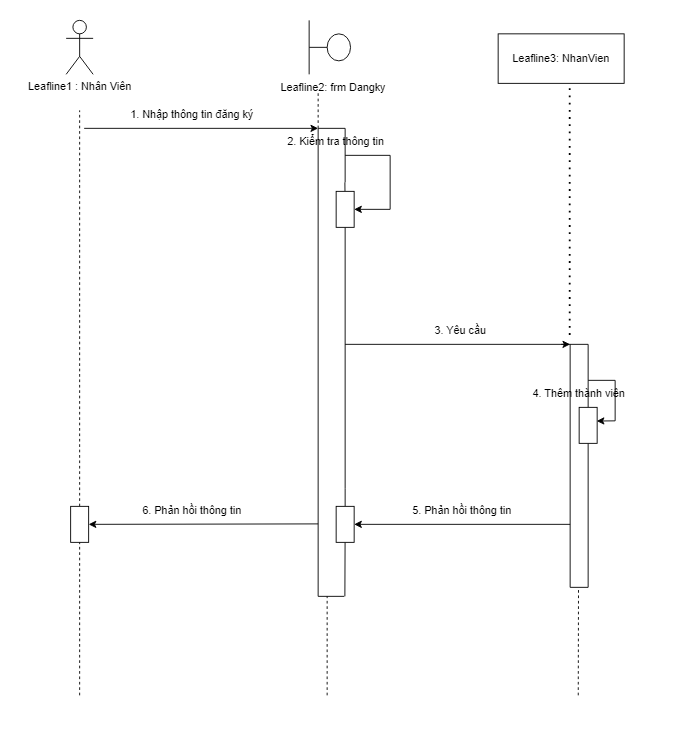 Leafline1 : Nhân Viên
Leafline2: frm Dangky
Leafline3: NhanVien
1. Nhập thông tin đăng ký
2. Kiểm tra thông tin
3. Yêu cầu
4. Thêm thành viên
6. Phản hồi thông tin
5. Phản hồi thông tin